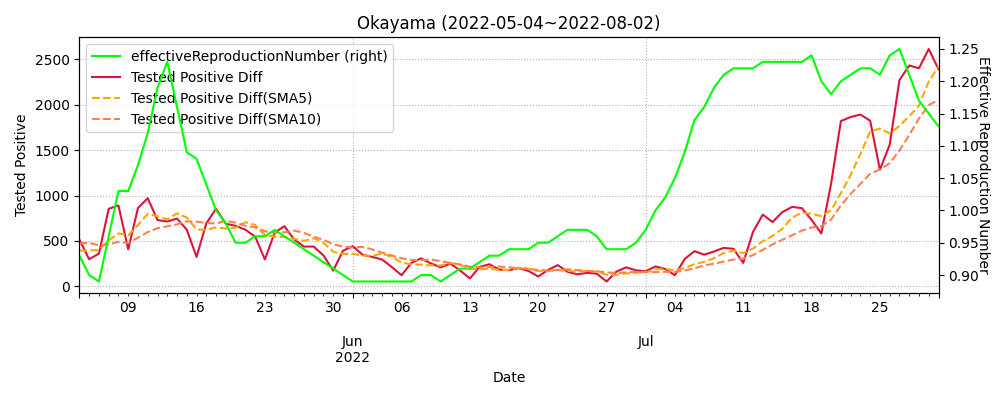 Okayama (2022-05-04~2022-08-02)
effectiveReproductionNumber (right)
Tested Positive Diff
Tested Positive Diff(SMA5)
Tested Positive Diff(SMA10)
Tested Positive
2500
2000
1500
1000
500
0
1.25
1.20
1.15
1.10
1.05
1.00
0.95
0.90
Effective Reproduction Number
09
16
23
30
06
13
20
27
04
11
18
25
Jun
2022
Jul
Date